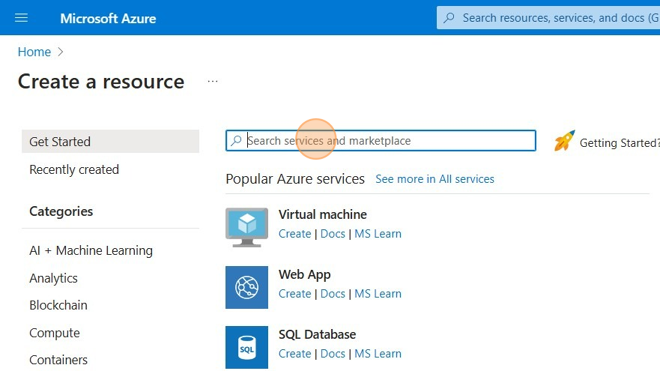 Microsoft Azure
Search resources, services, and docs (G
Home >
Create a resource ...
Get Started
Recently created
Categories
AI + Machine Learning
Analytics
Blockchain
Compute
Containers
Search services and marketplace
Getting Started?
Popular Azure services See more in All services
Virtual machine
Create | Docs | MS Learn
Web App
Create | Docs | MS Learn
SQL
SQL Database
Create | Docs | MS Learn